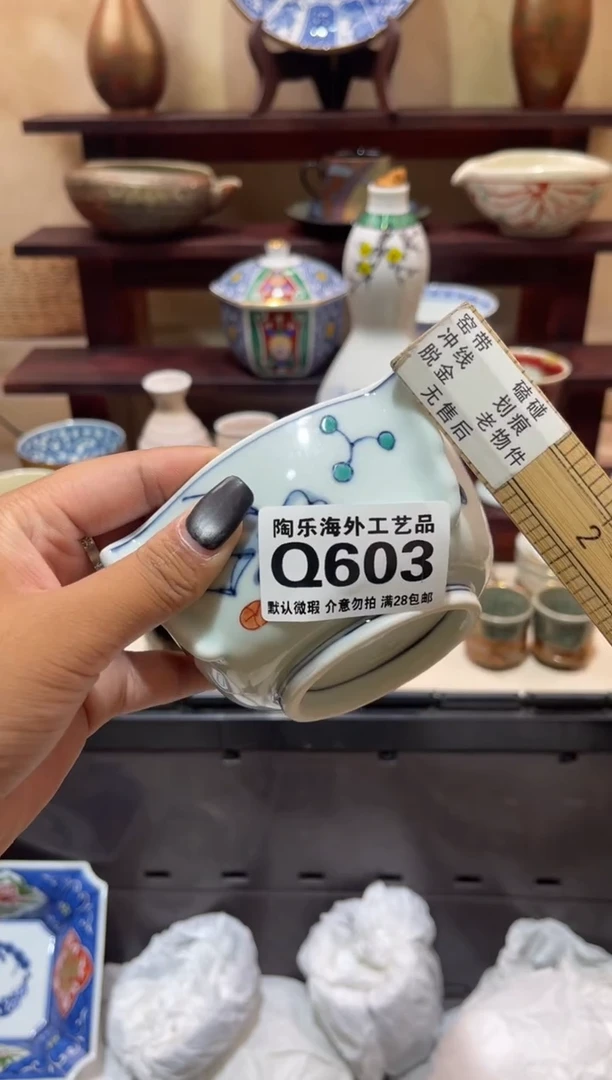 窑带 磕碰
冲线 划痕
脱金 老物件
无售后
2
陶乐海外工艺品
Q603
默认微瑕 介意勿拍 满28包邮